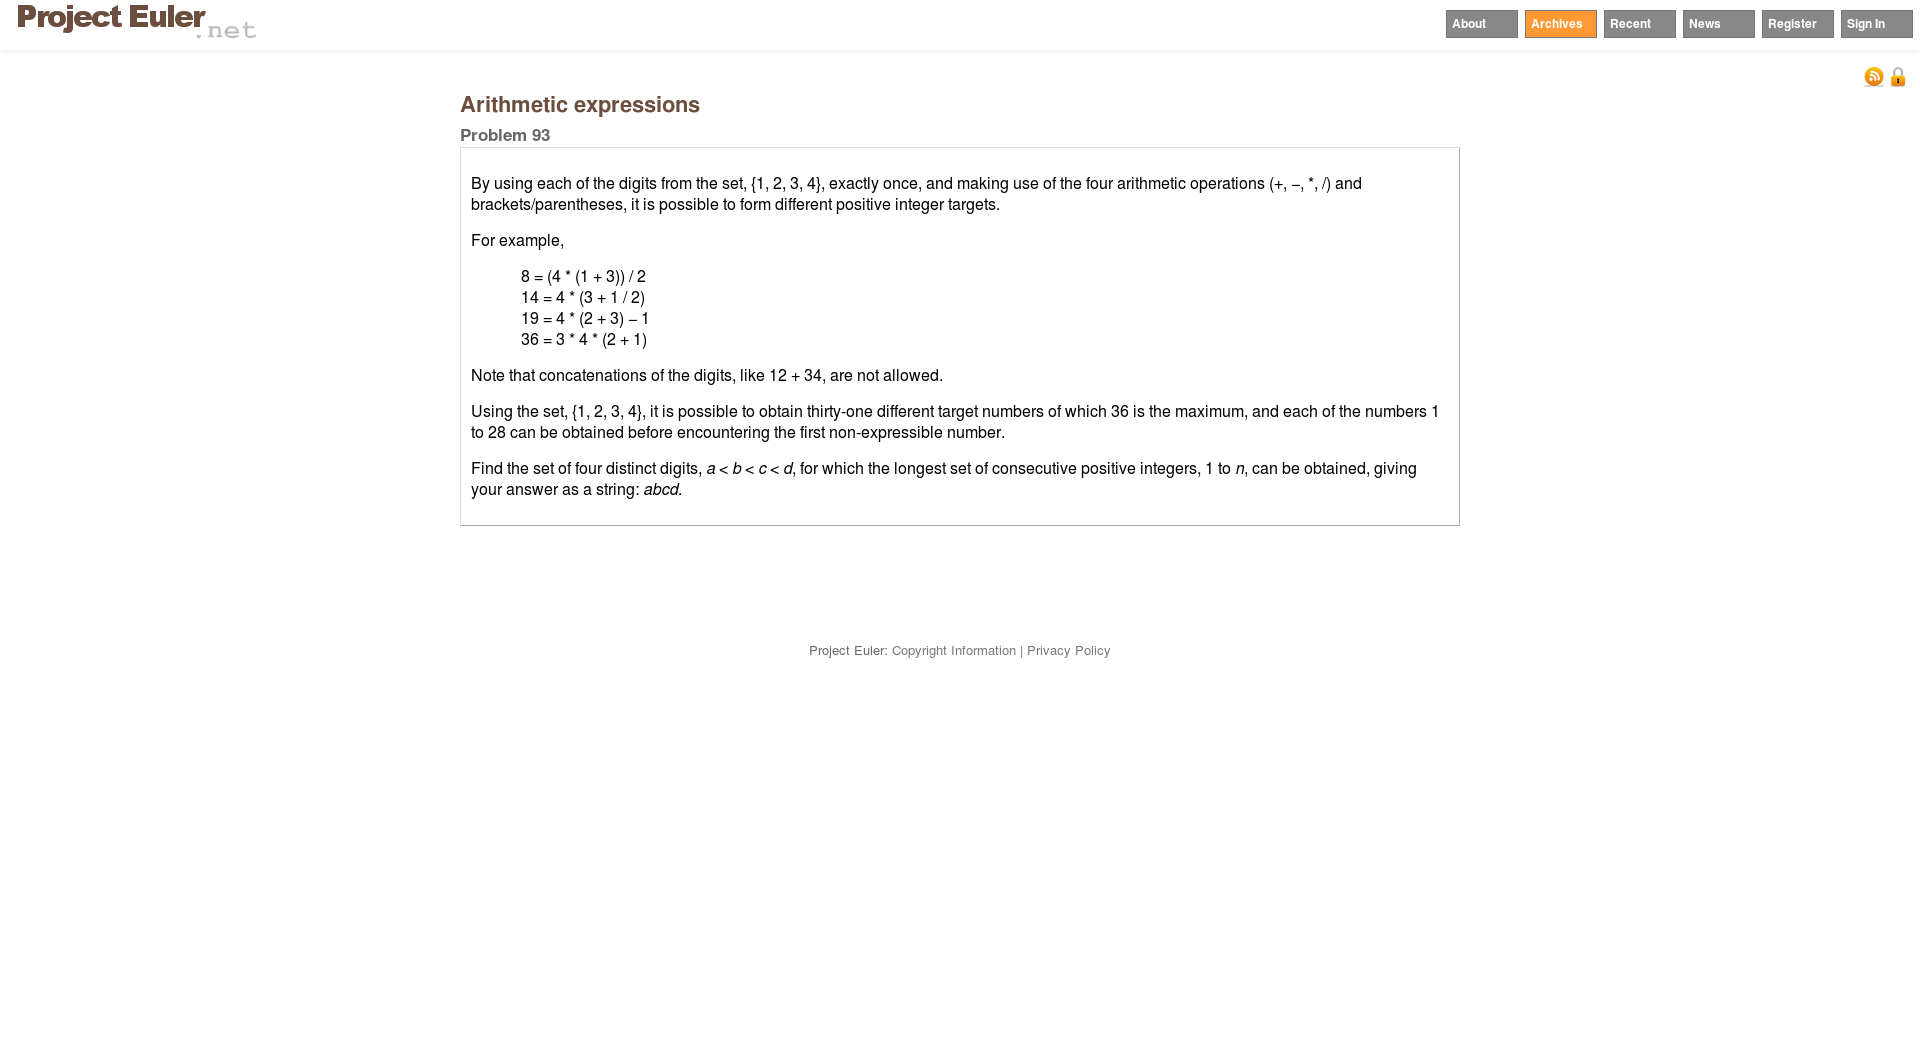 Project Euler.net
About
Archives
Recent
News
Register
Sign In
Arithmetic expressions
Problem 93
By using each of the digits from the set, {1, 2, 3, 4}, exactly once, and making use of the four arithmetic operations (+, −, *, /) and
brackets/parentheses, it is possible to form different positive integer targets.
For example,
8 = (4 * (1 + 3)) / 2
14 = 4 * (3 + 1 / 2)
19 = 4 * (2 + 3) − 1
36 = 3 * 4 * (2 + 1)
Note that concatenations of the digits, like 12 + 34, are not allowed.
Using the set, {1, 2, 3, 4}, it is possible to obtain thirty-one different target numbers of which 36 is the maximum, and each of the numbers 1
to 28 can be obtained before encountering the first non-expressible number.
Find the set of four distinct digits, a < b < c < d, for which the longest set of consecutive positive integers, 1 to n, can be obtained, giving
your answer as a string: abcd.
Project Euler: Copyright Information | Privacy Policy